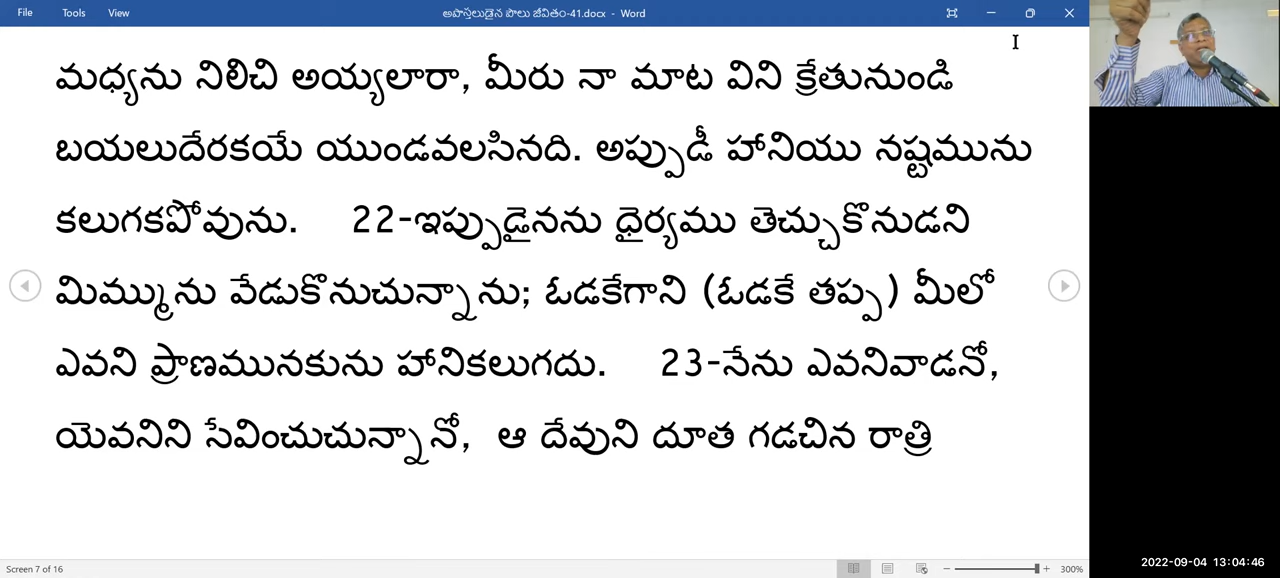 File Tools View అపొస్తలుడైన పౌలు జీవితం-41.docx - Word
మధ్యను నిలిచి అయ్యలారా, మీరు నా మాట విని క్రేతునుండి
బయలుదేరకయే యుండవలసినది. అప్పుడీ హానియు నష్టమును
కలుగకపోవును. 22-ఇప్పుడైనను ధైర్యము తెచ్చుకొనుడని
మిమ్మును వేడుకొనుచున్నాను; ఓడకేగాని (ఓడకే తప్ప) మీలో
ఎవని ప్రాణమునకును హానికలుగదు. 23-నేను ఎవనివాడనో,
యెవనిని సేవించుచున్నానో, ఆ దేవుని దూత గడచిన రాత్రి
2022-09-04 13:04:46
Screen 7 of 16 300%